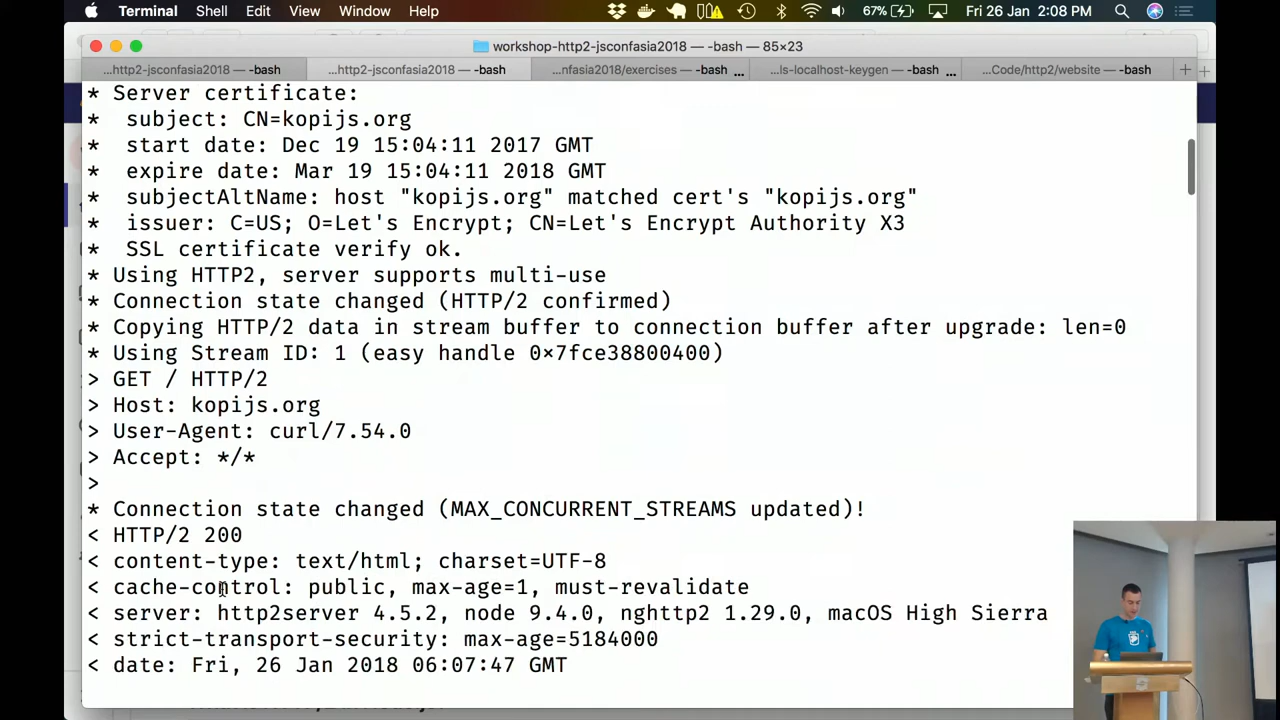 Terminal Shell Edit View Window Help 67% Fri 26 Jan 2:08 PM
workshop-http2-jsconfasia2018 — -bash — 85×23
...http2-jsconfasia2018 — -bash ...http2-jsconfasia2018 — -bash ...nfasia2018/exercises — -bash ... ...ls-localhost-keygen — -bash ... ...Code/http2/website — -bash
* Server certificate:
*  subject: CN=kopijs.org
*  start date: Dec 19 15:04:11 2017 GMT
*  expire date: Mar 19 15:04:11 2018 GMT
*  subjectAltName: host "kopijs.org" matched cert's "kopijs.org"
*  issuer: C=US; O=Let's Encrypt; CN=Let's Encrypt Authority X3
*  SSL certificate verify ok.
* Using HTTP2, server supports multi-use
* Connection state changed (HTTP/2 confirmed)
* Copying HTTP/2 data in stream buffer to connection buffer after upgrade: len=0
* Using Stream ID: 1 (easy handle 0x7fce38800400)
> GET / HTTP/2
> Host: kopijs.org
> User-Agent: curl/7.54.0
> Accept: */*
>
* Connection state changed (MAX_CONCURRENT_STREAMS updated)!
< HTTP/2 200
< content-type: text/html; charset=UTF-8
< cache-control: public, max-age=1, must-revalidate
< server: http2server 4.5.2, node 9.4.0, nghttp2 1.29.0, macOS High Sierra
< strict-transport-security: max-age=5184000
< date: Fri, 26 Jan 2018 06:07:47 GMT